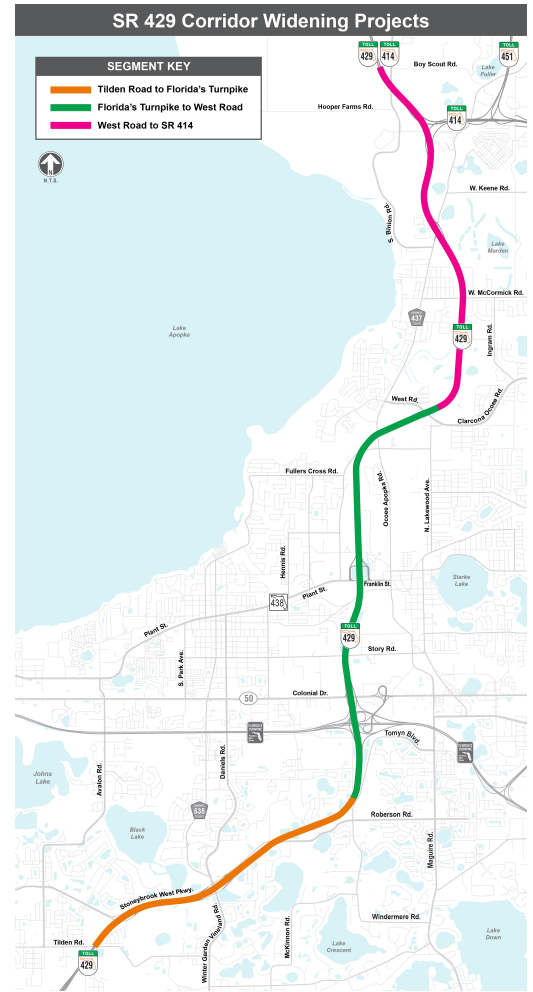 SR 429 Corridor Widening Projects
SEGMENT KEY
Tilden Road to Florida's Turnpike
Florida's Turnpike to West Road
West Road to SR 414
N
N.T.S.
TOLL
429
TOLL
414
TOLL
451
Boy Scout Rd.
Lake
Fuller
Hooper Farms Rd.
TOLL
414
W. Keene Rd.
S. Binion Rd.
Lake
Marden
W. McCormick Rd.
437
Lake
Apopka
TOLL
429
Ingram Rd.
West Rd.
Clarcona Ocoee Rd.
Fullers Cross Rd.
Ocoee Apopka Rd.
N. Lakewood Ave.
Hennis Rd.
Franklin St.
Starke
Lake
Plant St.
438
Plant St.
TOLL
429
Story Rd.
S. Park Ave.
Colonial Dr.
50
Tomyn Blvd.
Daniels Rd.
Avalon Rd.
Johns
Lake
535
Roberson Rd.
Black
Lake
Maguire Rd.
Stoneybrook West Pkwy.
Windermere Rd.
Winter Garden Vineland Rd.
McKinnon Rd.
Tilden Rd.
Lake
Crescent
Lake
Down
TOLL
429